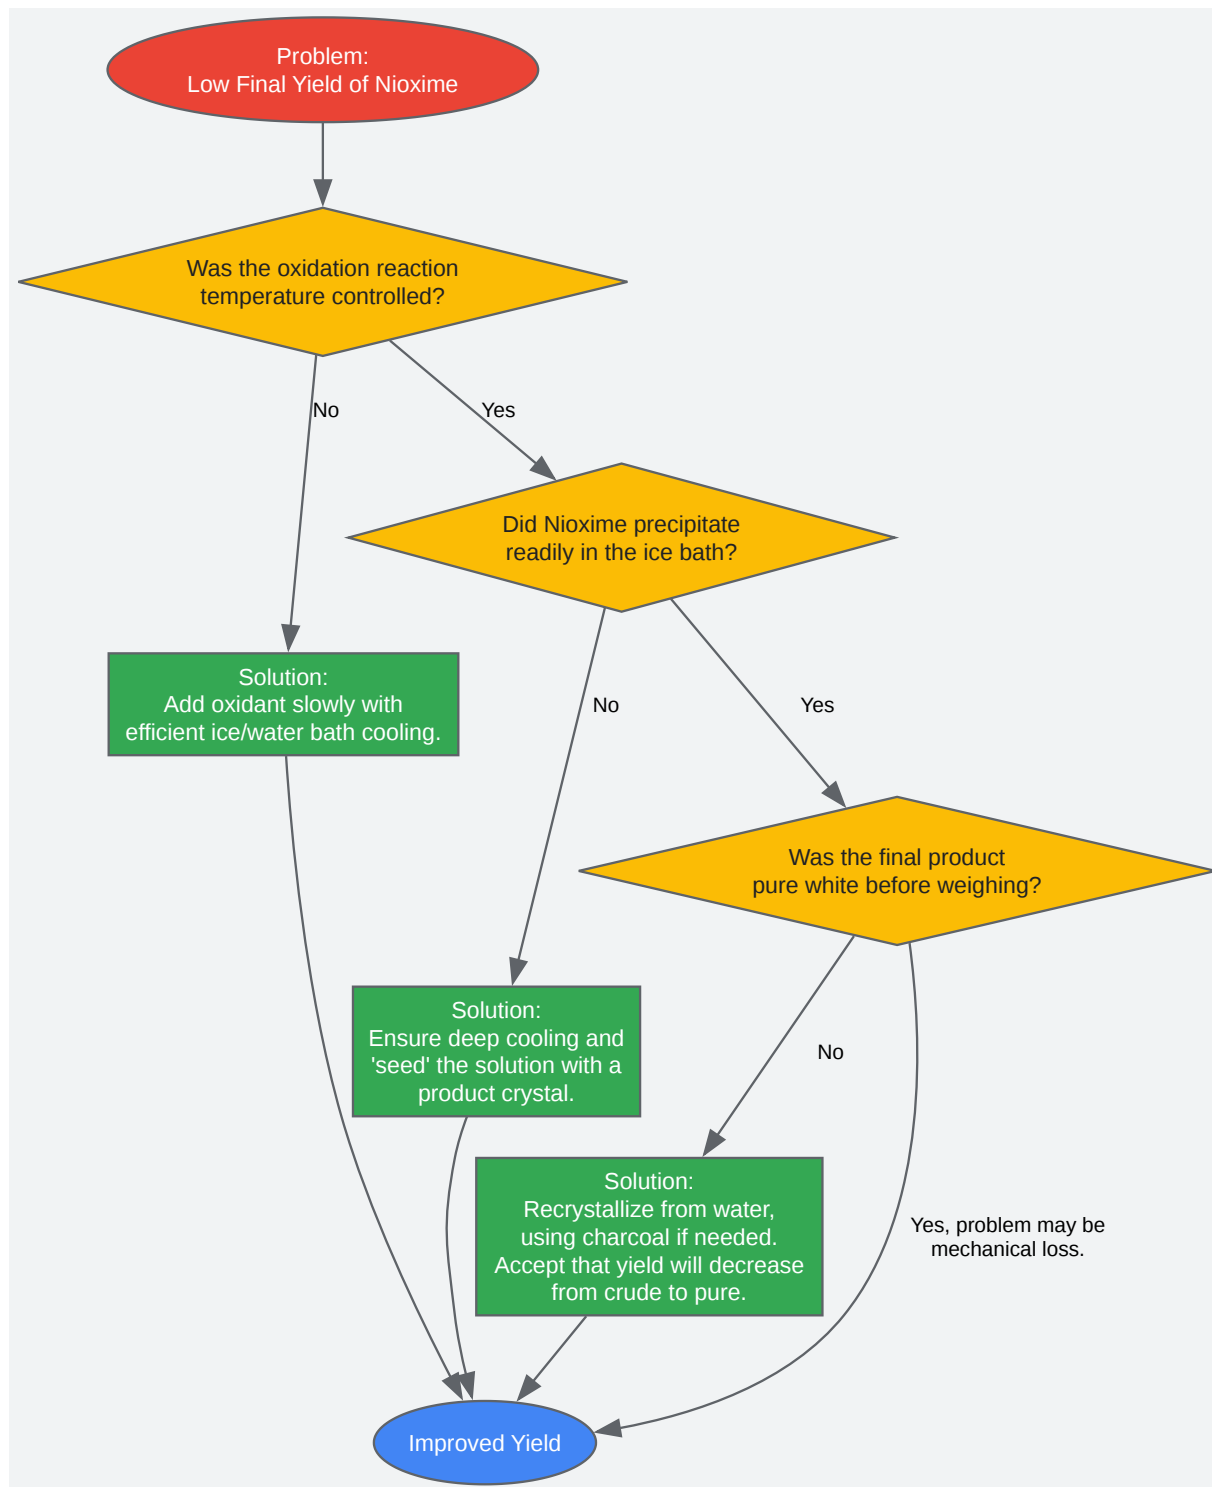 Problem:
Low Final Yield of Nioxime
Was the oxidation reaction
temperature controlled?
No
Yes
Did Nioxime precipitate
readily in the ice bath?
Solution:
Add oxidant slowly with
efficient ice/water bath cooling.
No
Yes
Was the final product
pure white before weighing?
Solution:
Ensure deep cooling and
'seed' the solution with a
product crystal.
No
Solution:
Recrystallize from water,
using charcoal if needed.
Accept that yield will decrease
from crude to pure.
Yes, problem may be
mechanical loss.
Improved Yield